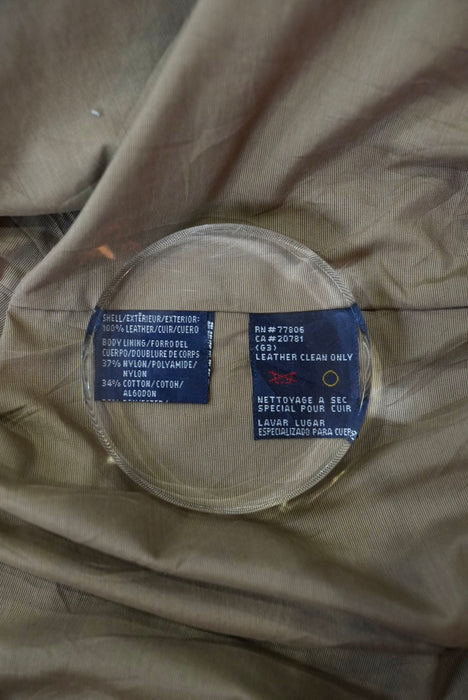 SHELL/EXTÉRIEUR/EXTERIOR:
100% LEATHER/CUIR/CUERO
BODY LINING/FORRO DEL
CUERPO/DOUBLURE DE CORPS
37% NYLON/POLYAMIDE/
NYLON
34% COTTON/COTON/
ALGODON
RN#77806
CA#20781
(G3)
LEATHER CLEAN ONLY
NETTOYAGE A SEC
SPECIAL POUR CUIR
LAVAR LUGAR
ESPECIALIZADO PARA